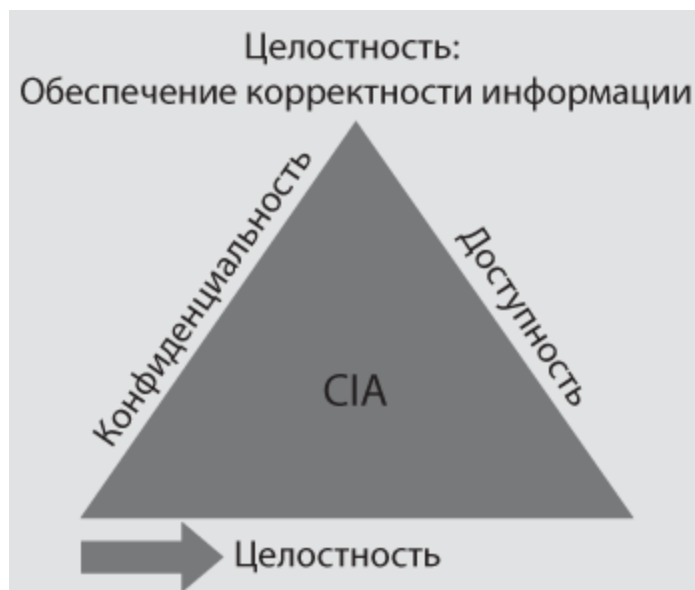 Целостность:
Обеспечение корректности информации
Конфиденциальность
Доступность
CIA
Целостность